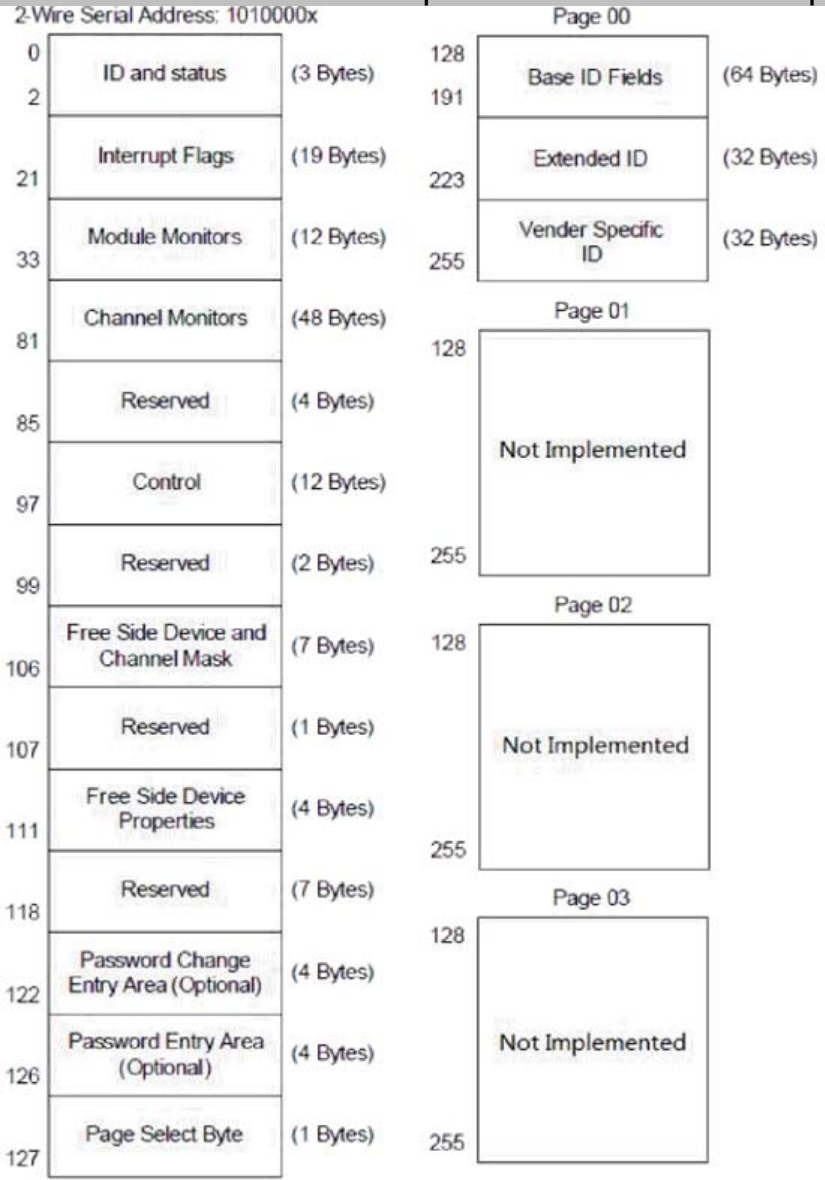 2-Wire Serial Address: 1010000x
0
2
ID and status
(3 Bytes)
21
Interrupt Flags
(19 Bytes)
33
Module Monitors
(12 Bytes)
81
Channel Monitors
(48 Bytes)
85
Reserved
(4 Bytes)
97
Control
(12 Bytes)
99
Reserved
(2 Bytes)
106
Free Side Device and
Channel Mask
(7 Bytes)
107
Reserved
(1 Bytes)
111
Free Side Device
Properties
(4 Bytes)
118
Reserved
(7 Bytes)
122
Password Change
Entry Area (Optional)
(4 Bytes)
126
Password Entry Area
(Optional)
(4 Bytes)
127
Page Select Byte
(1 Bytes)
Page 00
128
191
Base ID Fields
(64 Bytes)
223
Extended ID
(32 Bytes)
255
Vender Specific
ID
(32 Bytes)
Page 01
128
Not Implemented
255
Page 02
128
Not Implemented
255
Page 03
128
Not Implemented
255